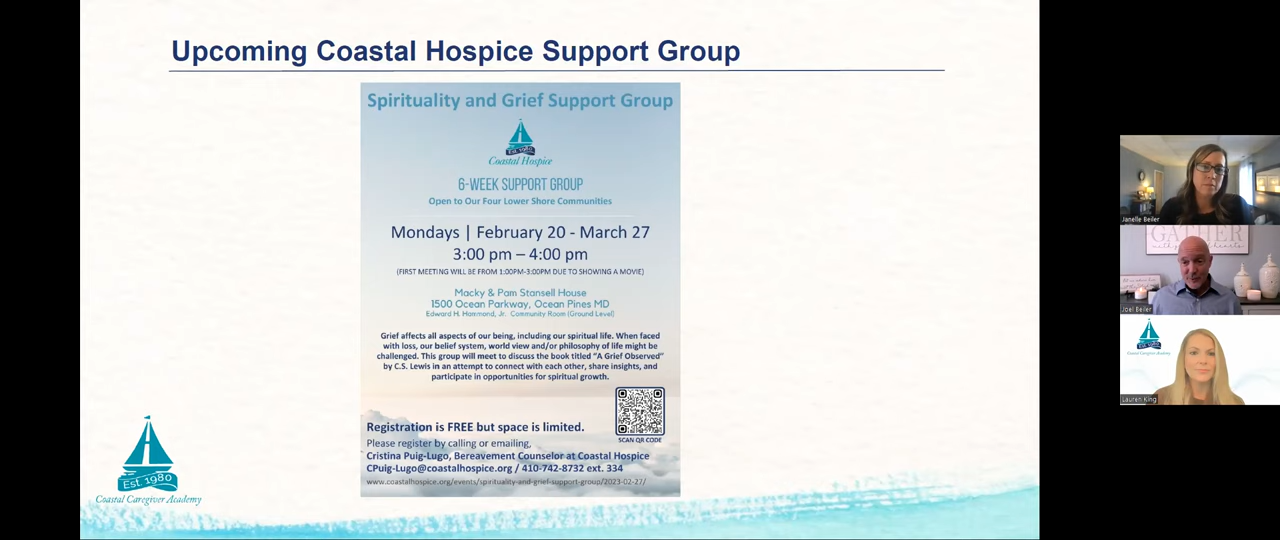 Upcoming Coastal Hospice Support Group
Spirituality and Grief Support Group
Est. 1980
Coastal Hospice
6-WEEK SUPPORT GROUP
Open to Our Four Lower Shore Communities
Mondays | February 20 - March 27
3:00 pm – 4:00 pm
(FIRST MEETING WILL BE FROM 1:00PM-3:00PM DUE TO SHOWING A MOVIE)
Macky & Pam Stansell House
1500 Ocean Parkway, Ocean Pines MD
Edward H. Hammond, Jr. Community Room (Ground Level)
Grief affects all aspects of our being, including our spiritual life. When faced
with loss, our belief system, world view and/or philosophy of life might be
challenged. This group will meet to discuss the book titled “A Grief Observed”
by C.S. Lewis in an attempt to connect with each other, share insights, and
participate in opportunities for spiritual growth.
SCAN QR CODE
Registration is FREE but space is limited.
Please register by calling or emailing,
Cristina Puig-Lugo, Bereavement Counselor at Coastal Hospice
CPuig-Lugo@coastalhospice.org / 410-742-8732 ext. 334
www.coastalhospice.org/events/spirituality-and-grief-support-group/2023-02-27/
Est. 1980
Coastal Caregiver Academy
Janelle Beiler
GATHER
Joel Beiler
Coastal Caregiver Academy
Lauren King